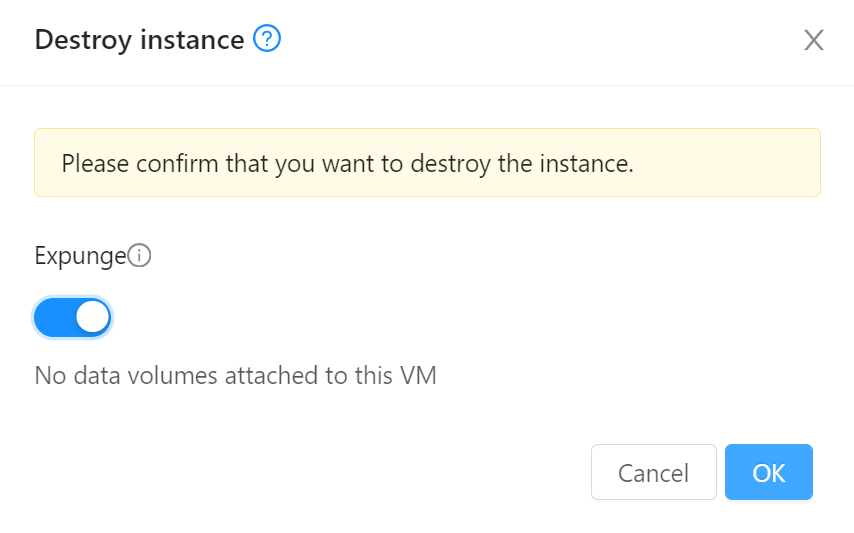 Destroy instance
Please confirm that you want to destroy the instance.
Expunge
No data volumes attached to this VM
Cancel OK